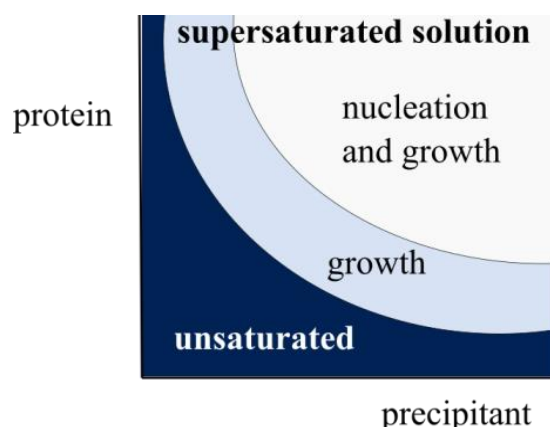 supersaturated solution
protein
nucleation
and growth
growth
unsaturated
precipitant